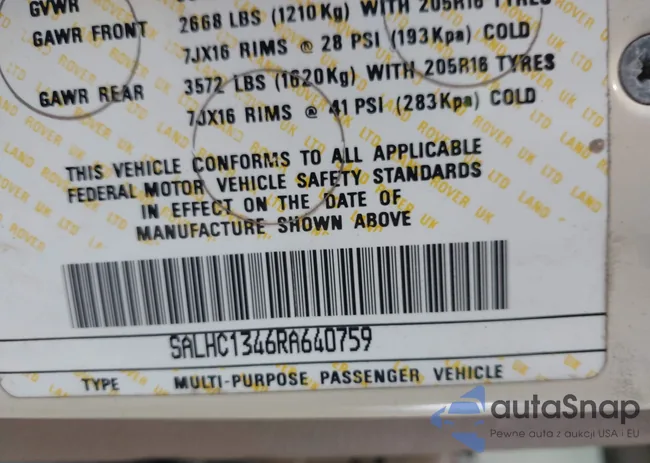 GVWR
GAWR FRONT 2668 LBS (1210Kg) WITH 205R16 TYRES
7JX16 RIMS @ 28 PSI (193Kpa) COLD
GAWR REAR 3572 LBS (1620Kg) WITH 205R16 TYRES
7JX16 RIMS @ 41 PSI (283Kpa) COLD
THIS VEHICLE CONFORMS TO ALL APPLICABLE
FEDERAL MOTOR VEHICLE SAFETY STANDARDS
IN EFFECT ON THE DATE OF
MANUFACTURE SHOWN ABOVE
SALHC1346RA640759
TYPE MULTI-PURPOSE PASSENGER VEHICLE
autaSnap
Pewne auta z aukcji USA i EU